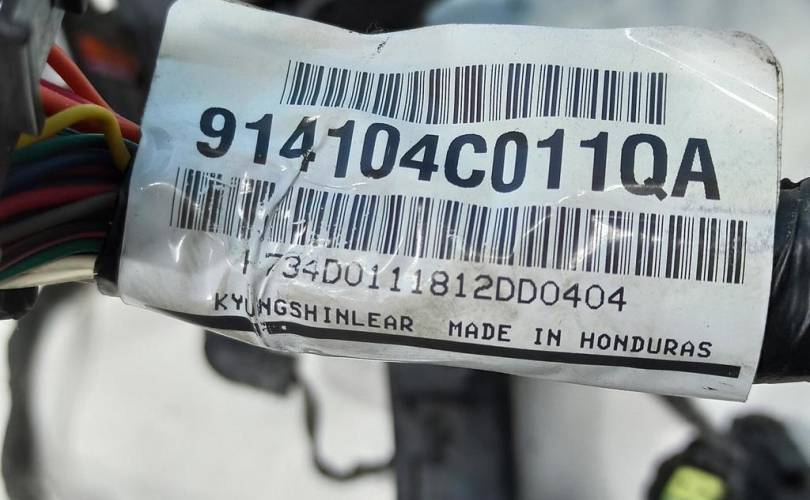 914104C011QA
734D0111812DD0404
KYUNGSHINLEAR MADE IN HONDURAS